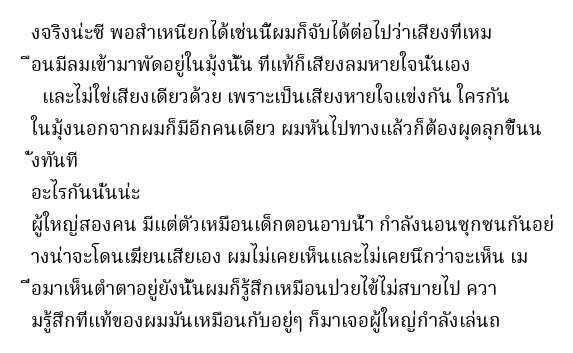 งจริงน่ะซี พอสำเหนียกได้เช่นนี้ผมก็จับได้ต่อไปว่าเสียงที่เหม
ือนมีลมเข้ามาพัดอยู่ในมุ้งนั้น ที่แท้ก็เสียงลมหายใจนั่นเอง
และไม่ใช่เสียงเดียวด้วย เพราะเป็นเสียงหายใจแข่งกัน ใครกัน
ในมุ้งนอกจากผมก็มีอีกคนเดียว ผมหันไปทางแล้วก็ต้องผุดลุกขึ้นน
ั่งทันที
อะไรกันนั่นน่ะ
ผู้ใหญ่สองคน มีแต่ตัวเหมือนเด็กตอนอาบน้ำ กำลังนอนซุกซนกันอย่
างน่าจะโดนเฆี่ยนเสียเอง ผมไม่เคยเห็นและไม่เคยนึกว่าจะเห็น เม
ื่อมาเห็นตำตาอยู่ยังนั้นผมก็รู้สึกเหมือนป่วยไข้ไม่สบายไป ควา
มรู้สึกที่แท้ของผมมันเหมือนกับอยู่ๆ ก็มาเจอผู้ใหญ่กำลังเล่นถ